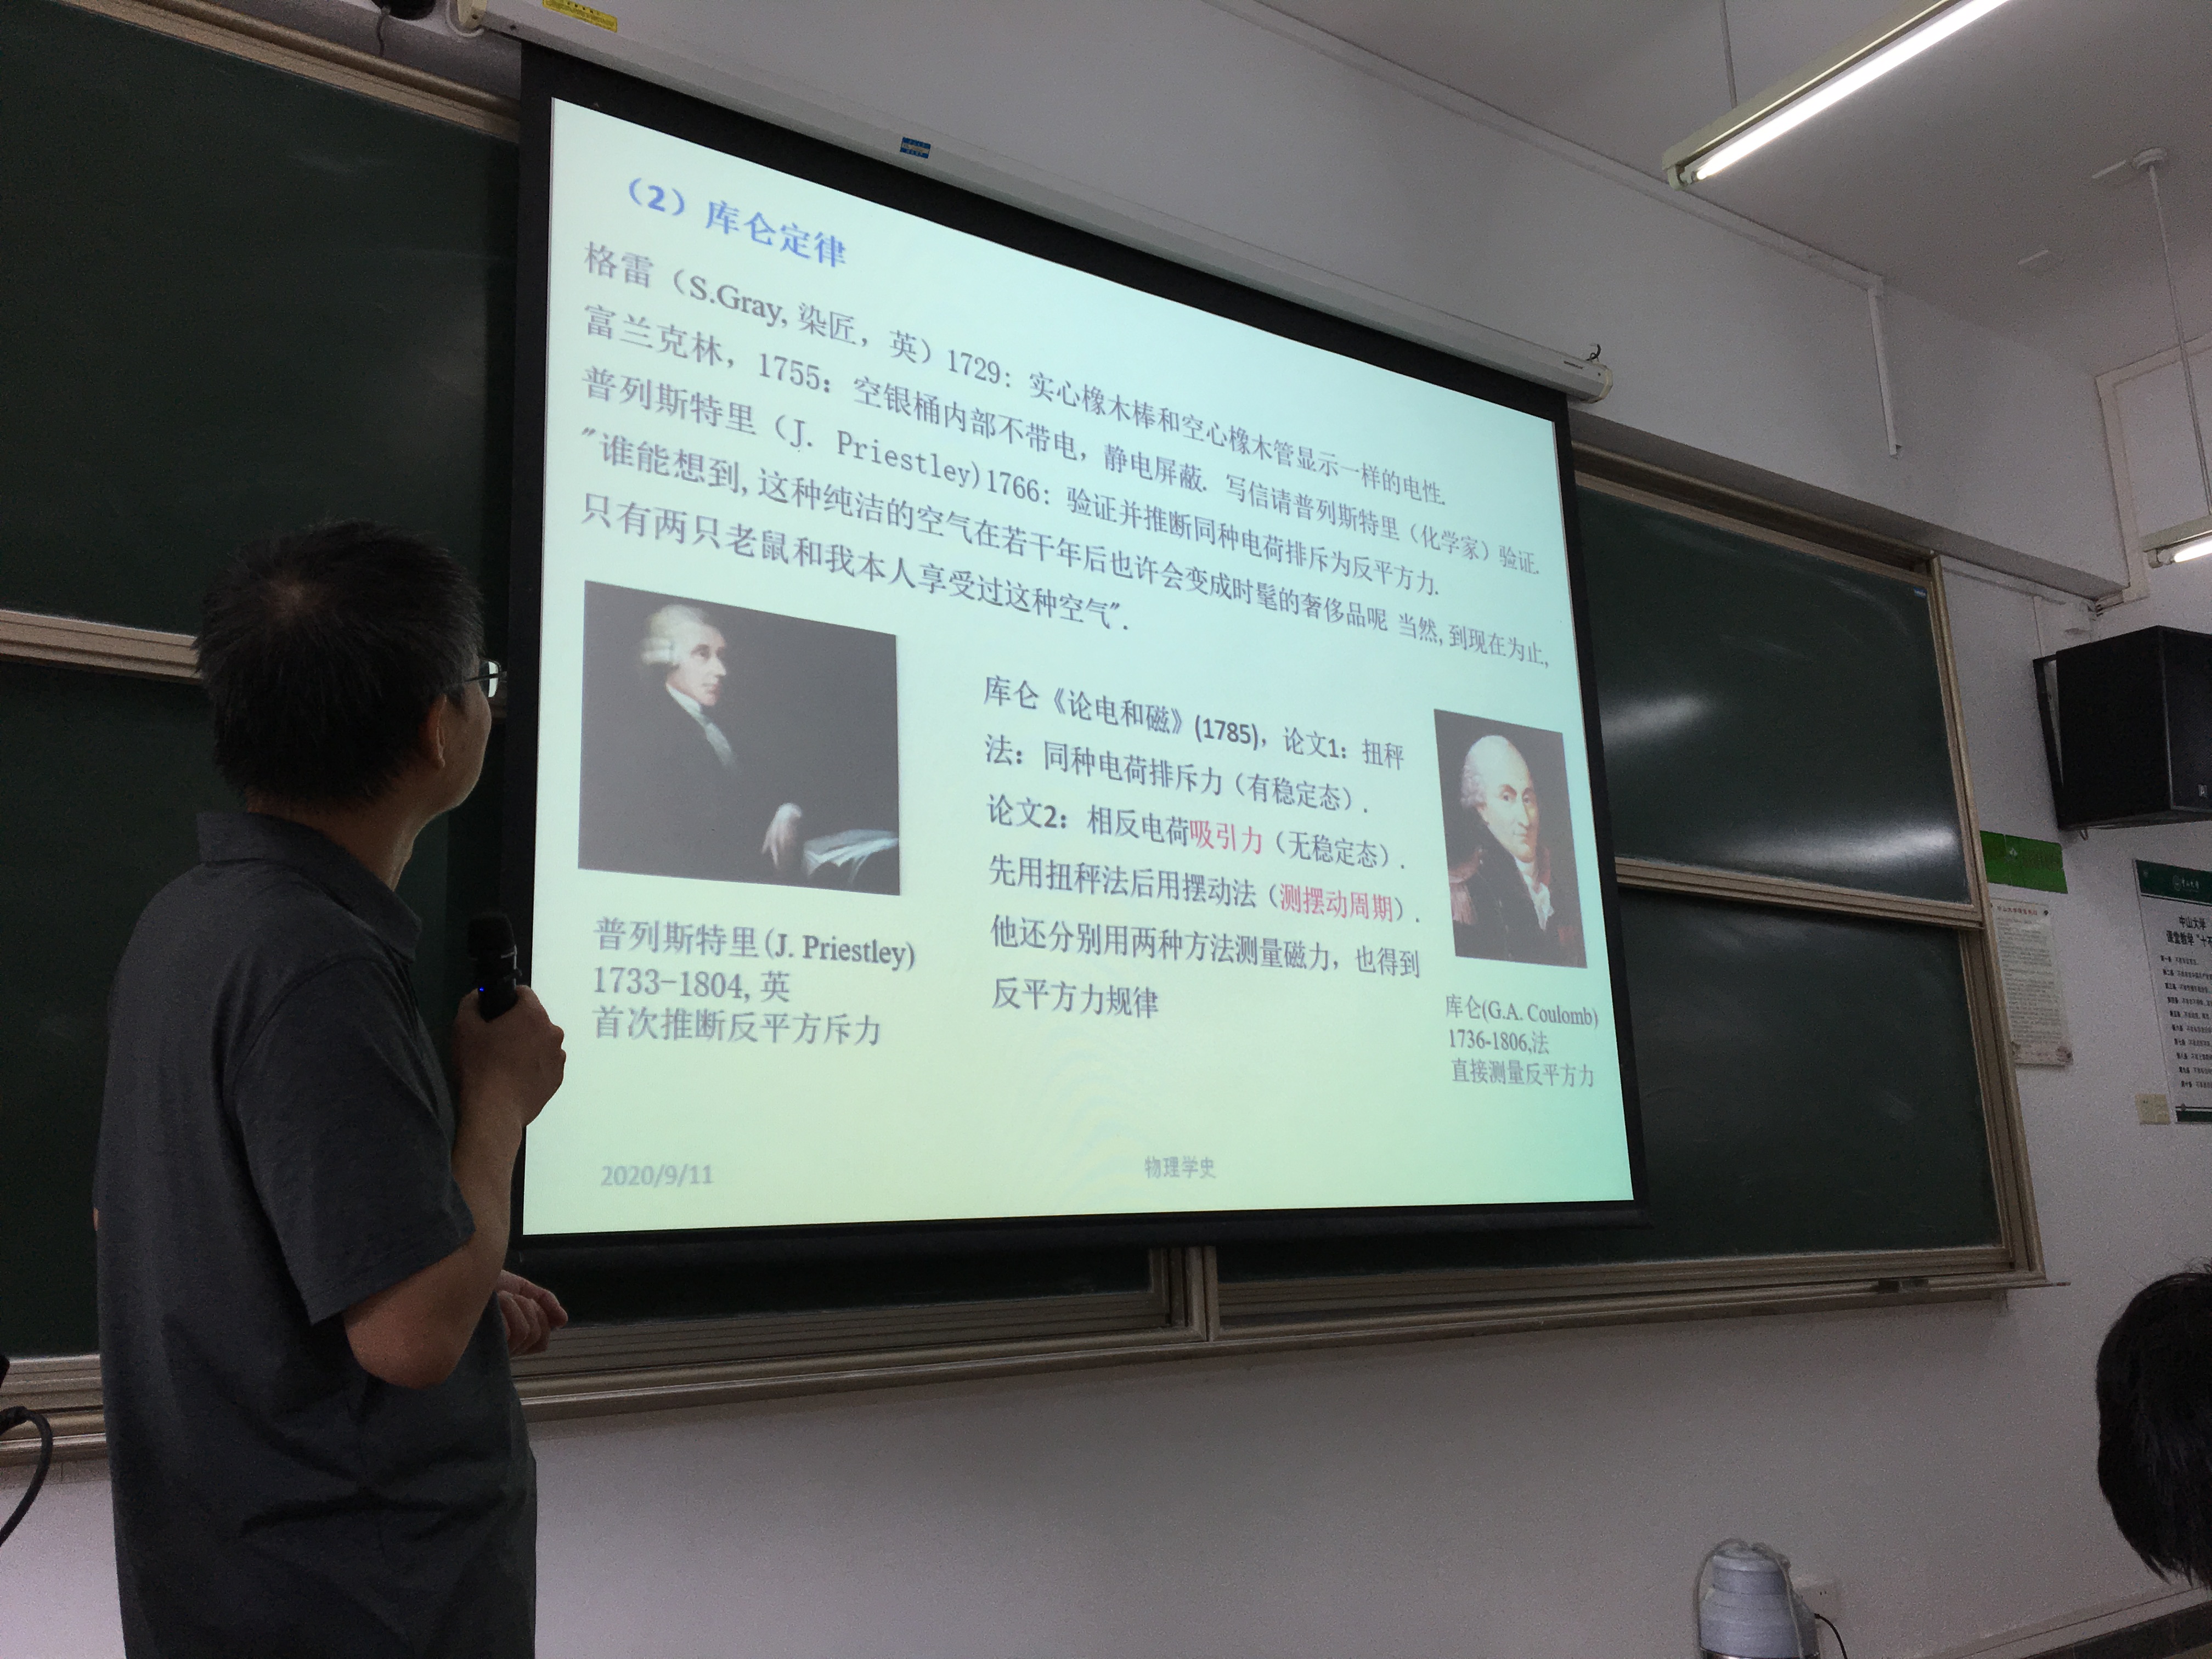 （2）库仑定律
格雷（S.Gray, 染匠，英）1729: 实心橡木棒和空心橡木管显示一样的电性.
富兰克林，1755: 空银桶内部不带电，静电屏蔽. 写信请普列斯特里（化学家）验证.
普列斯特里（J. Priestley)1766: 验证并推断同种电荷排斥为反平方力.
"谁能想到,这种纯洁的空气在若干年后也许会变成时髦的奢侈品呢 当然,到现在为止,
只有两只老鼠和我本人享受过这种空气".
普列斯特里(J. Priestley)
1733-1804,英
首次推断反平方斥力
库仑《论电和磁》(1785)，论文1：扭秤
法：同种电荷排斥力（有稳定态）.
论文2：相反电荷吸引力（无稳定态）.
先用扭秤法后用摆动法（测摆动周期）.
他还分别用两种方法测量磁力，也得到
反平方力规律
库仑(G.A. Coulomb)
1736-1806,法
直接测量反平方力
2020/9/11
物理学史
中山大学